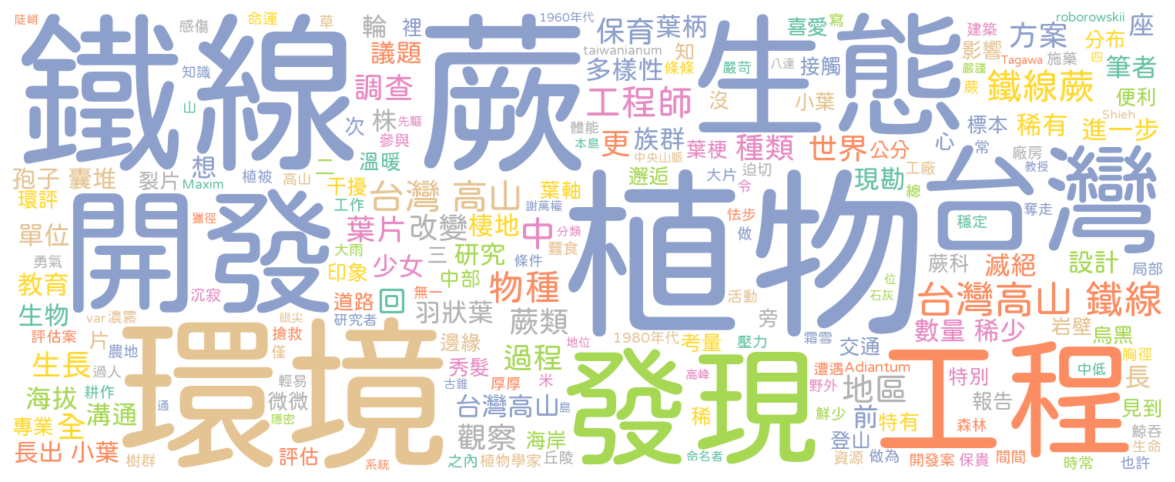 鐵線蕨
生態
植物
開發
台灣
環境
發現
工程
陡峭
感傷
命運
草
輪
裡
1960年代
保育
葉柄
喜愛
寫
建築
roborowskii
議題
taiwanianum
知
影響
方案
分布
座
知識
調查
條條
多樣性
嚴苛
八達
接觸
嚴謹
Tagawa
施藥
四
筆者
山
次
株
先驅
參與
體能
本島
工程師
沒
小葉
蕨
鐵線蕨
便利
想
溫暖
更
族群
葉梗
種類
世界
公分
心
常
標本
稀有
Shieh
進一步
二
中央山脈
孢子
囊堆
裂片
Maxim
植被
高山
干擾
台灣 高山
葉軸
邂逅
大片
迫切
令
現勘
工廠
總
廠房
教授
環評
獵徑
工作
謝萬權
怯步
做
穩定
奪走
單位
葉片
改變
棲地
中
分類
勇氣
大雨
三
蠶食
條件
蕨科
滅絕
設計
局部
教育
印象
少女
研究
中部
物種
位
石灰
沉寂
道路
無一
回
活動
旁
台灣高山 鐵線
生物
var
濃霧
眼尖
研究者
羽狀葉
蕨類
數量 稀少
岩壁
烏黑
評估案
搶救
1980年代
霜雪
片
僅
邊緣
地位
考量
壓力
交通
胸徑
中低
生長
農地
過人
秀髮
過程
高峰
遭遇
Adiantum
特別
長
海拔
耕作
輕易
古錐
厚厚
米
稀
野外
地區
報告
見到
溝通
通
微微
隱密
台灣高山
島
鮮少
前
特有
專業
全
觀察
海岸
登山
森林
鯨吞
生命
長出 小葉
樹群
評估
系統
之內
植物學家
丘陵
命名者
資源
做為
開發案
保貴
間間
時常
也許